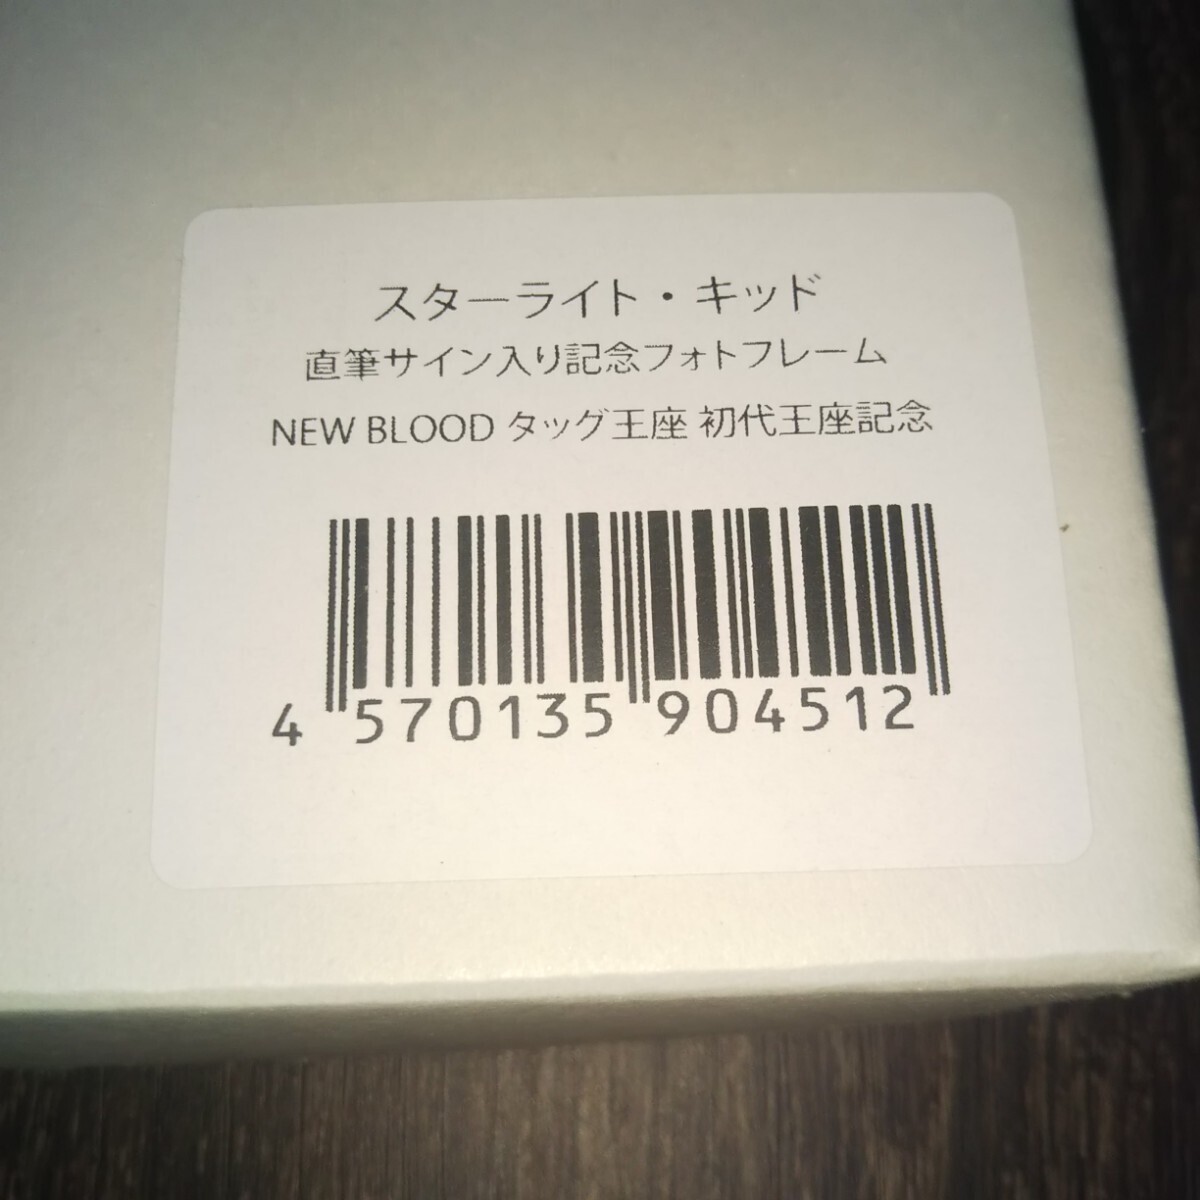 スターライト・キッド
直筆サイン入り記念フォトフレーム
NEW BLOOD タッグ王座 初代王座記念
4 570135 904512